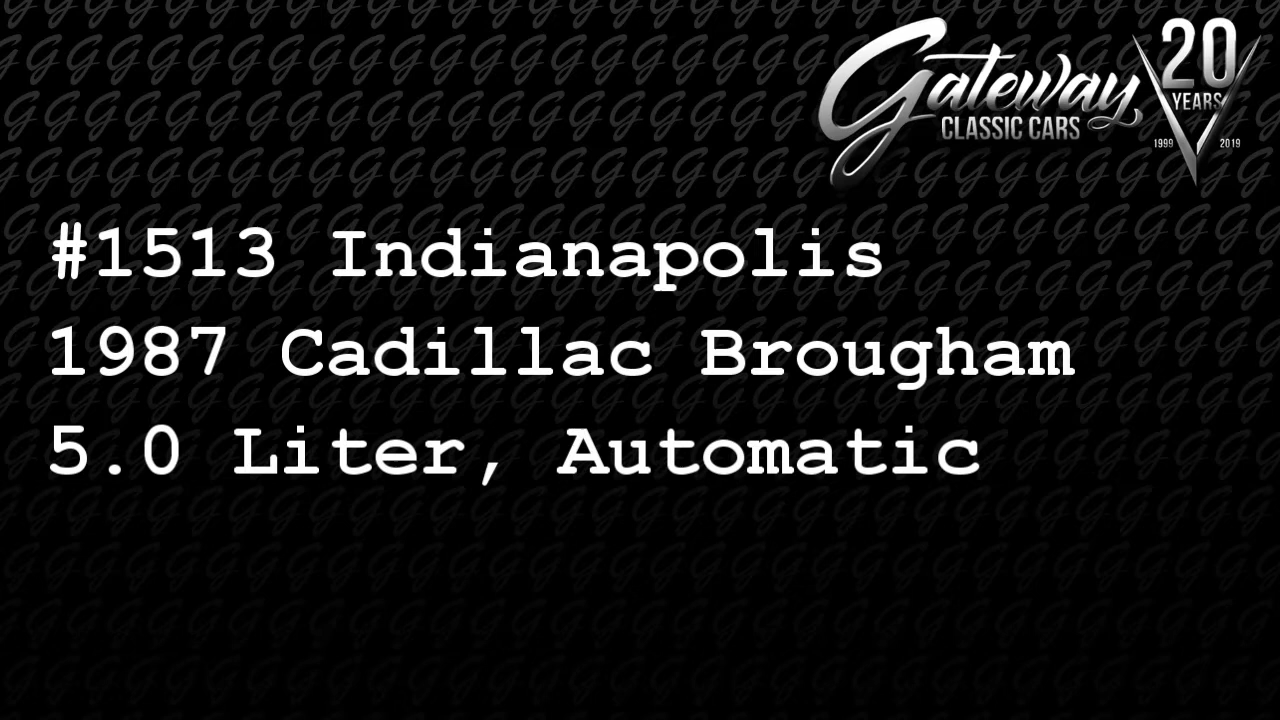 Gateway
CLASSIC CARS
20
YEARS
1999 2019
#1513 Indianapolis
1987 Cadillac Brougham
5.0 Liter, Automatic